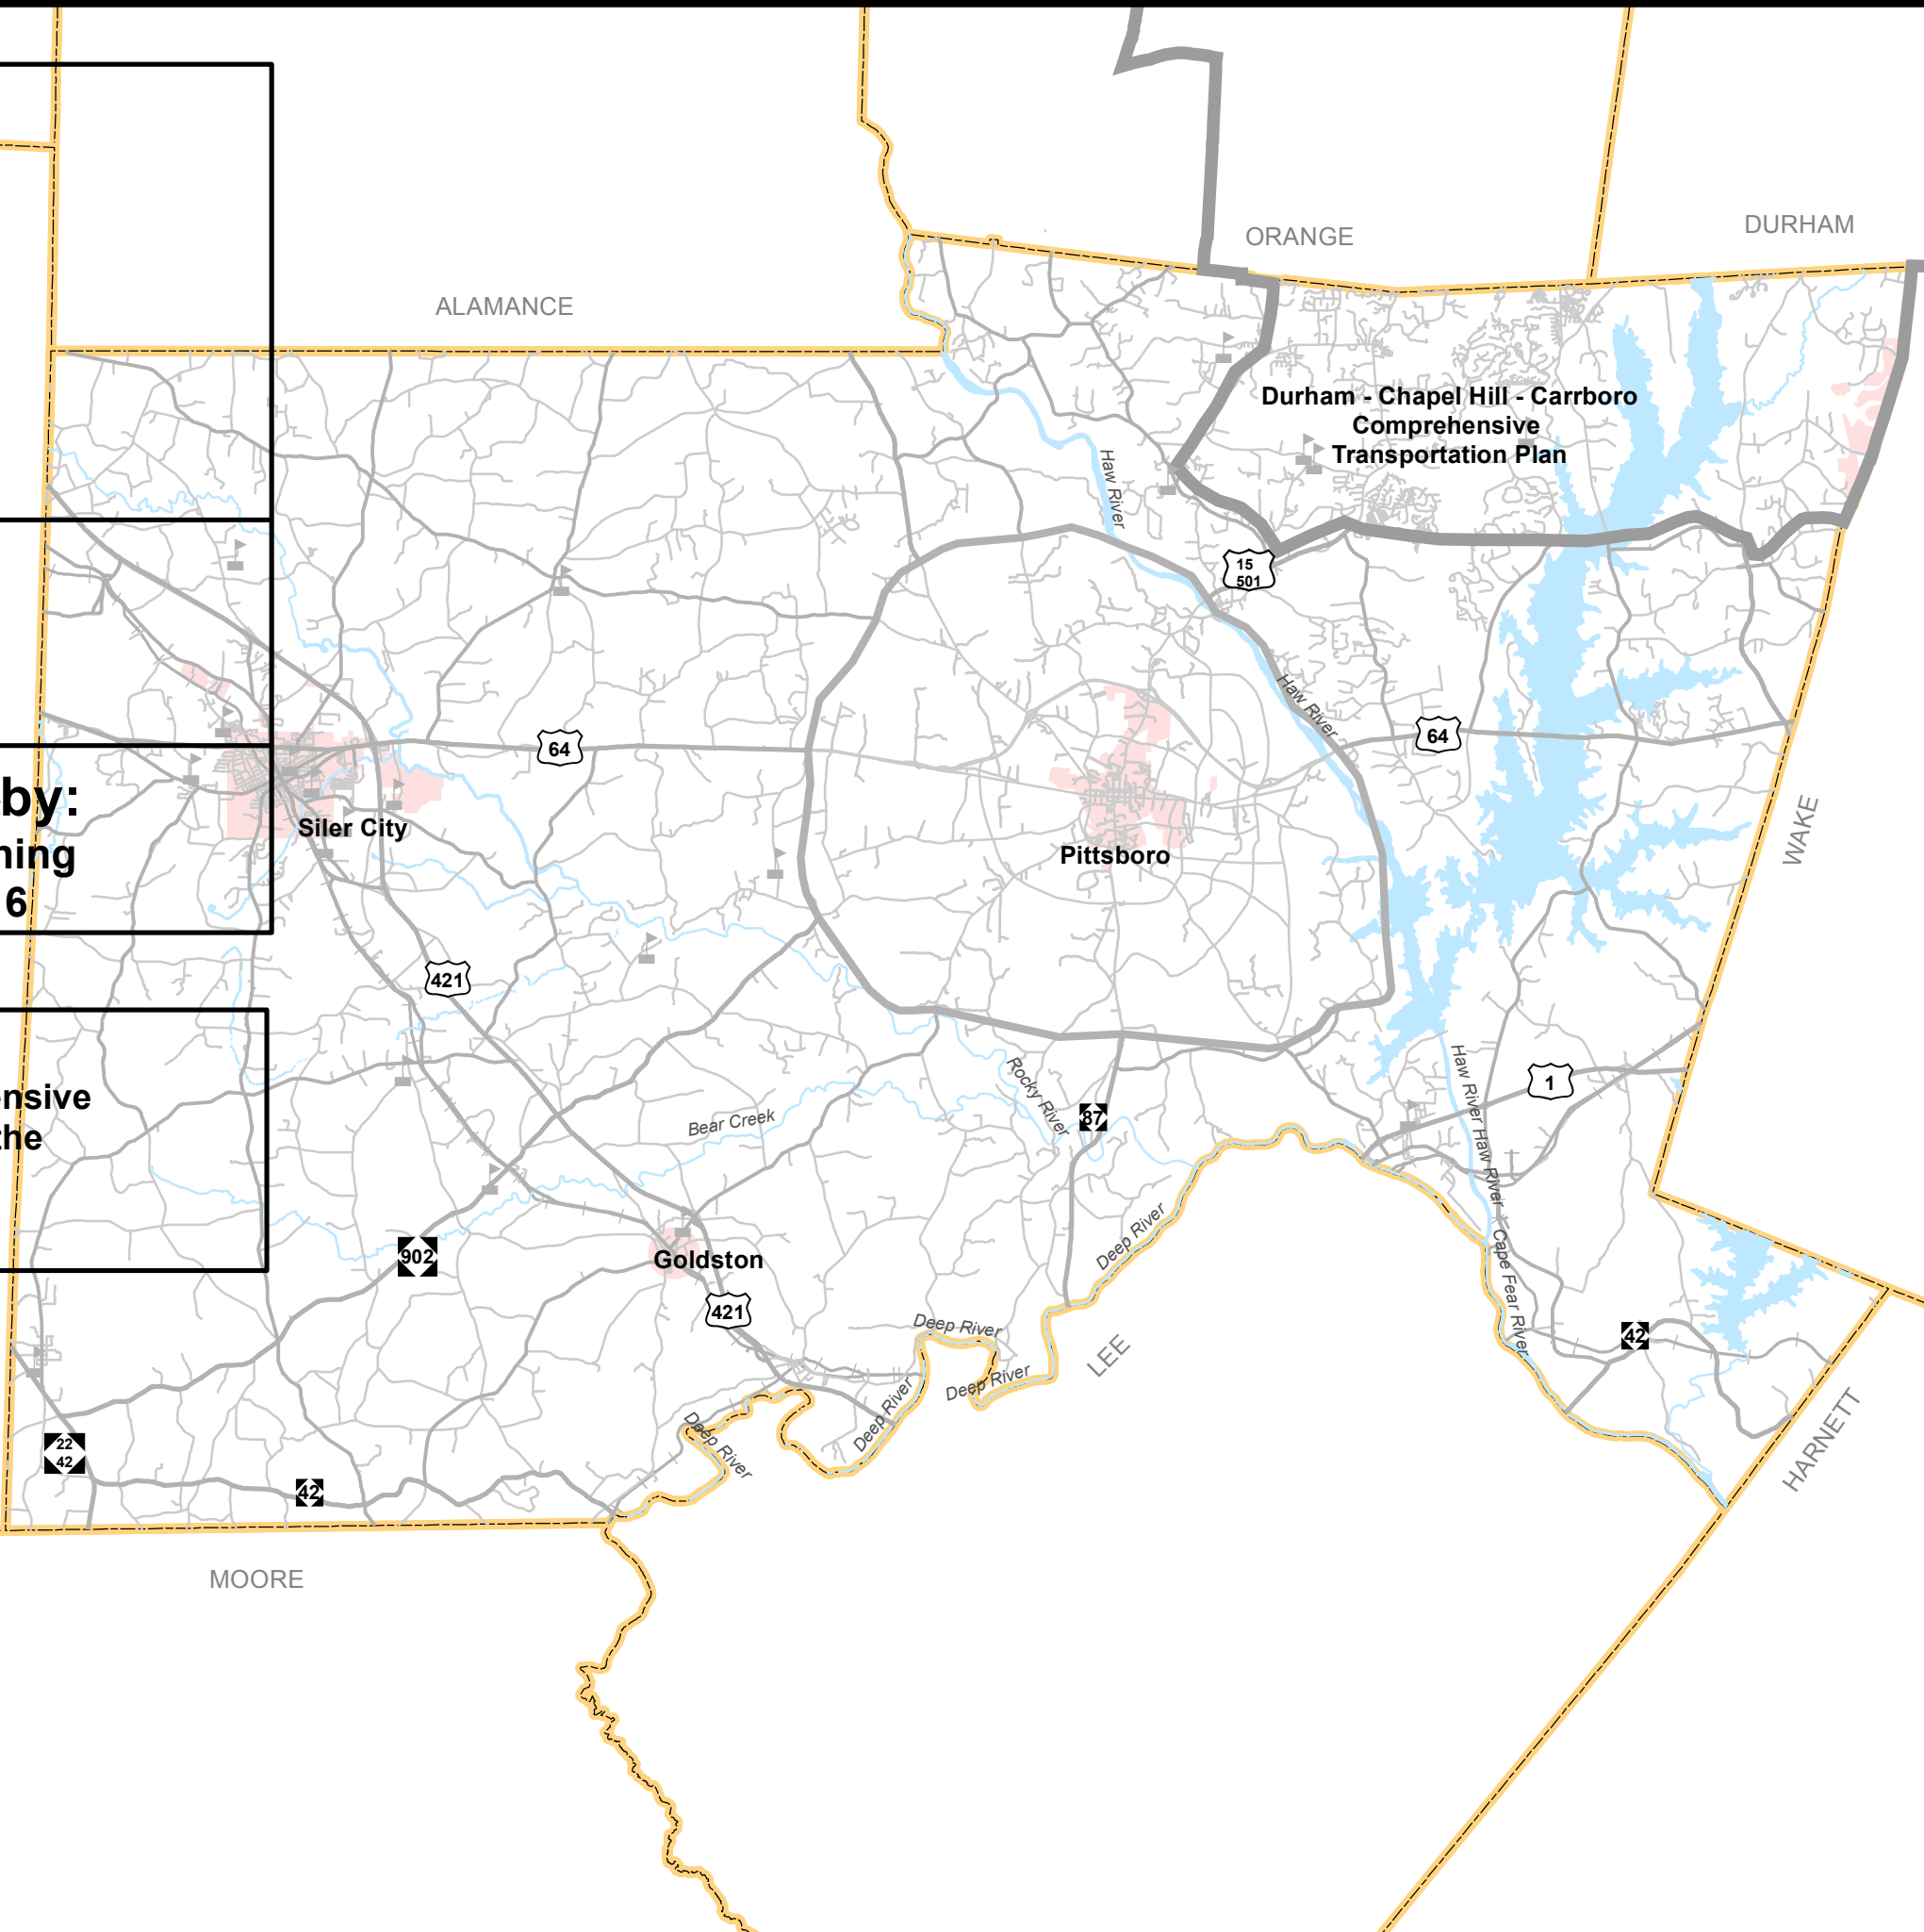 DURHAM
ORANGE
ALAMANCE
Durham - Chapel Hill - Carrboro
Comprehensive
Transportation Plan
Haw River
15
501
Haw River
64
64
by:
ning
6
Siler City
Pittsboro
WAKE
421
ensive
the
Bear Creek
Rocky River
87
1
Haw River
Haw River
Cape Fear River
902
Goldston
421
Deep River
Deep River
Deep River
Deep River
Deep River
LEE
42
HARNETT
22
42
42
MOORE